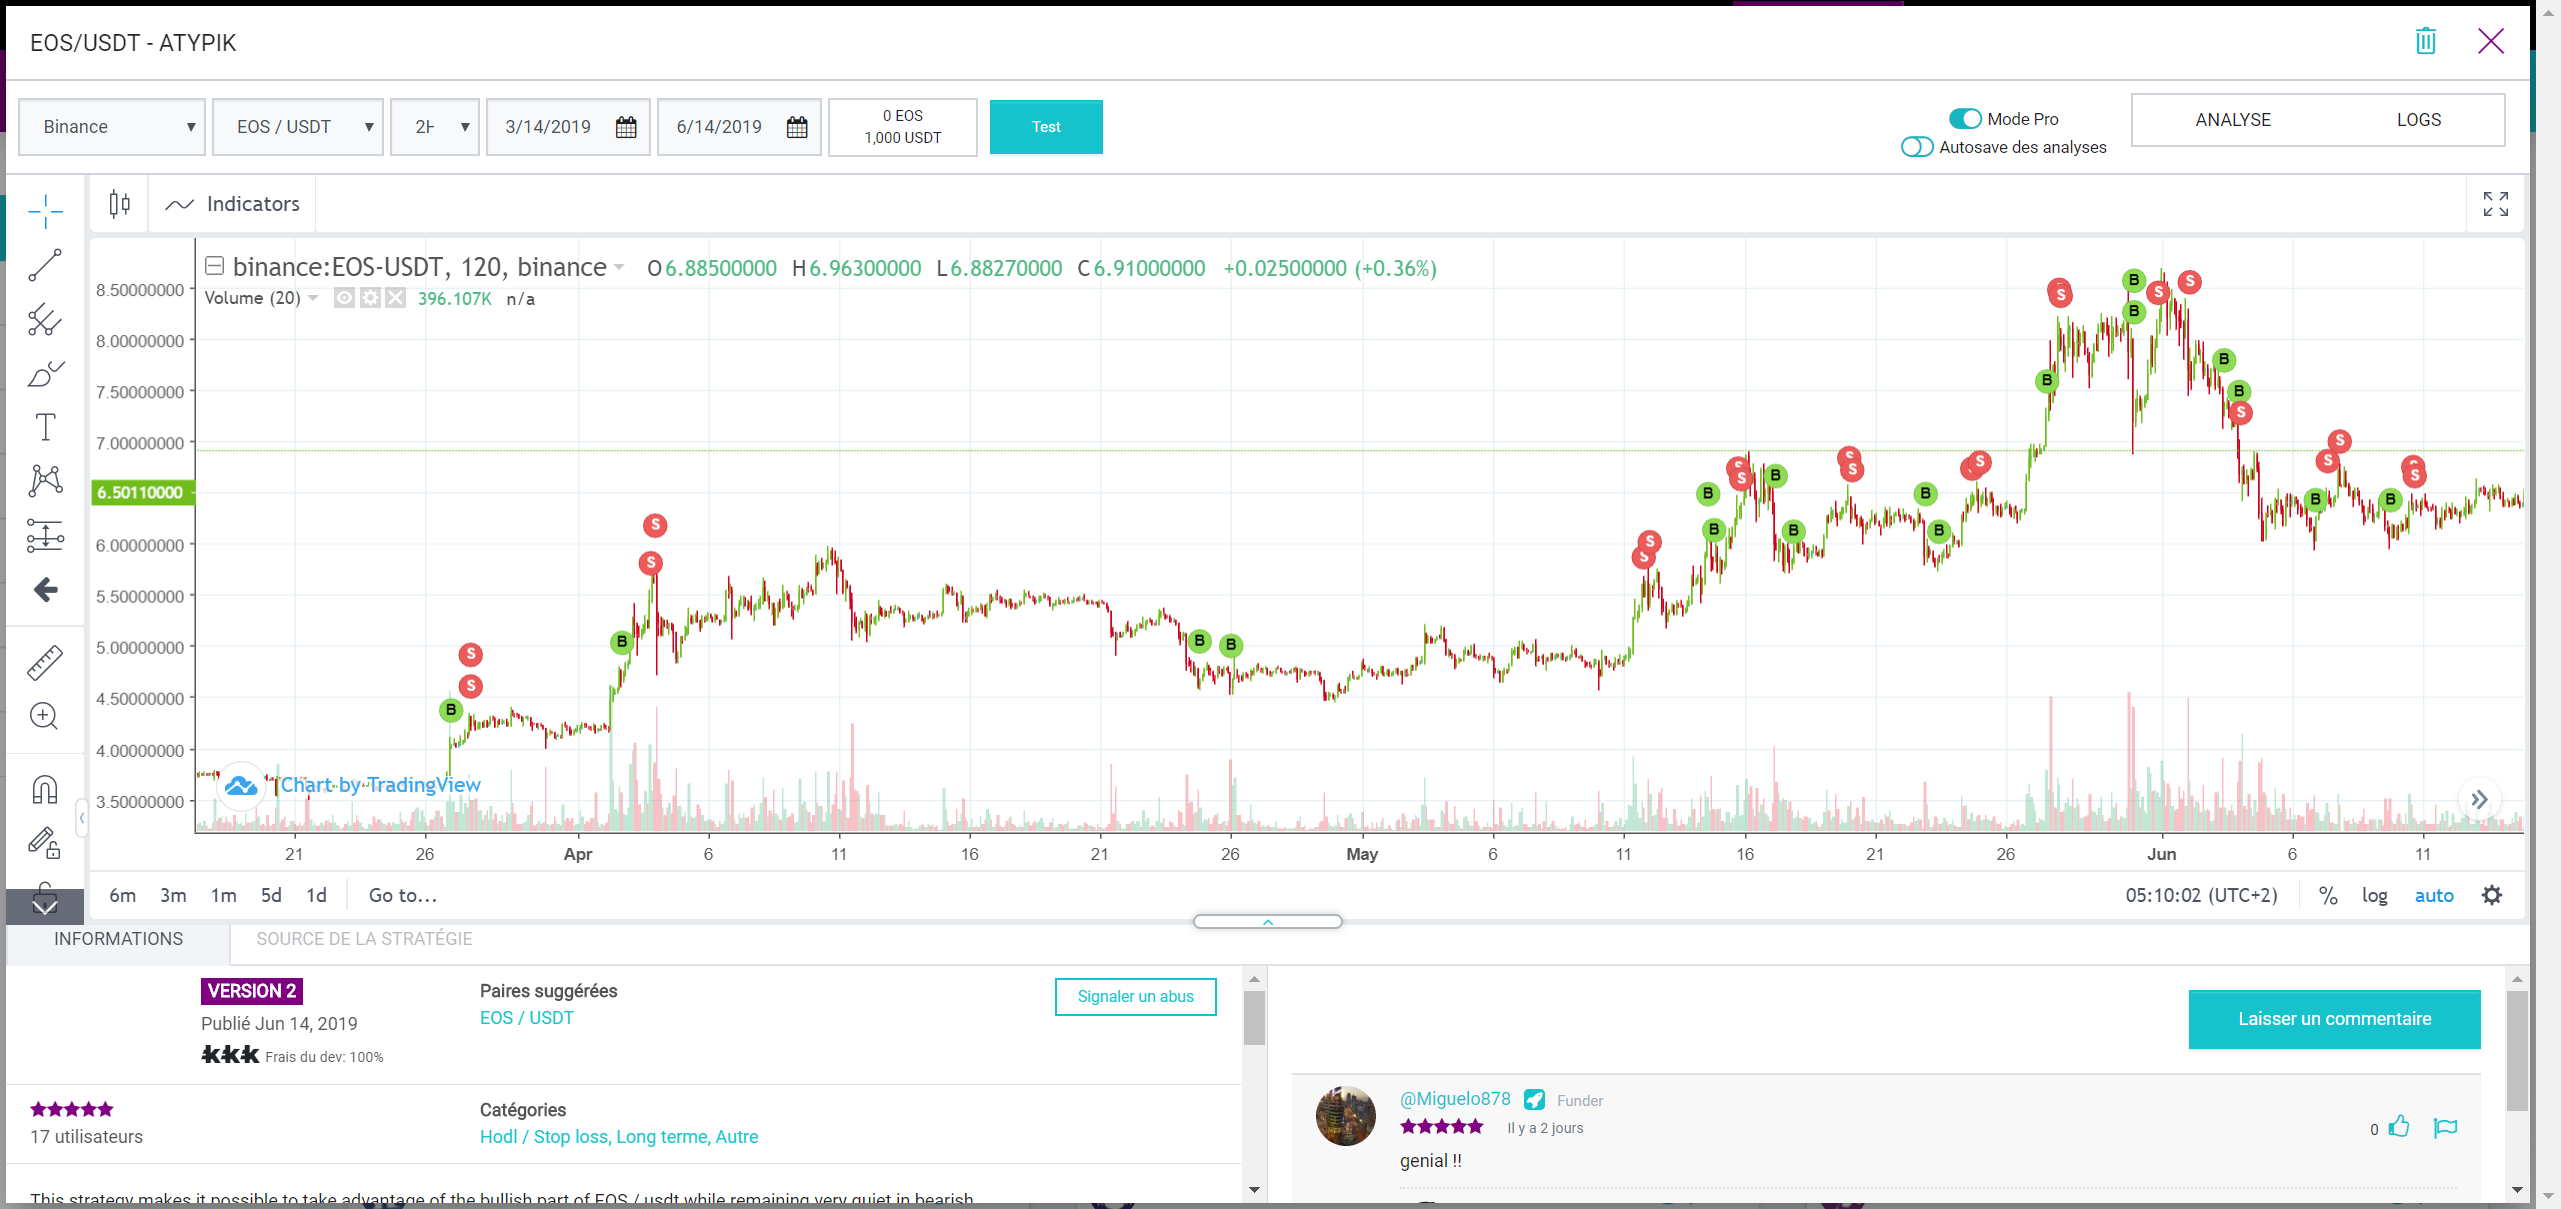 EOS/USDT - ATYPIK
Binance
EOS / USDT
3/14/2019
6/14/2019
0 EOS
1,000 USDT
Test
Mode Pro
Autosave des analyses
ANALYSE
LOGS
Indicators
binance:EOS-USDT, 120, binance
O 6.88500000 H 6.96300000 L 6.88270000 C 6.91000000 +0.02500000 (+0.36%)
Volume (20)
396.107K n/a
8.50000000
8.00000000
7.50000000
7.00000000
6.50110000
6.00000000
5.50000000
5.00000000
4.50000000
4.00000000
3.50000000
B
S
S
B
S
S
B
B
S
S
B
B
S
S
B
B
S
S
B
B
S
S
B
S
S
B
B
S
S
B
B
S
B
S
S
B
S
S
Chart by TradingView
21
26
Apr
6
11
16
21
26
May
6
11
16
21
26
Jun
6
11
6m 3m 1m 5d 1d
Go to...
05:10:02 (UTC+2)
% log auto
INFORMATIONS
SOURCE DE LA STRATÉGIE
VERSION 2
Publié Jun 14, 2019
Frais du dev: 100%
Paires suggérées
EOS / USDT
Signaler un abus
17 utilisateurs
Catégories
Hodl / Stop loss, Long terme, Autre
This strategy makes it possible to take advantage of the bullish part of EOS / usdt while remaining very quiet in bearish
Laisser un commentaire
@Miguelo878
Funder
Il y a 2 jours
0
genial !!